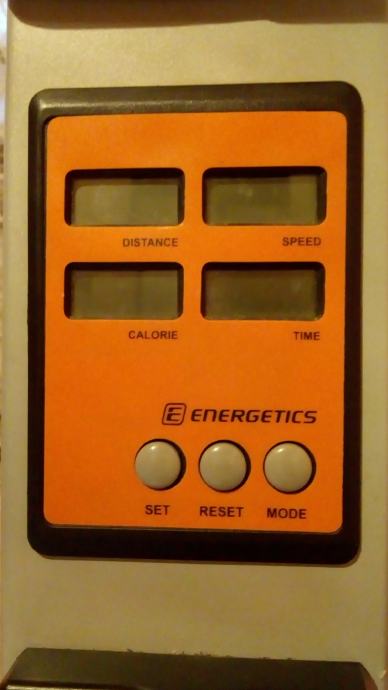 DISTANCE SPEED
CALORIE TIME
E ENERGETICS
SET RESET MODE